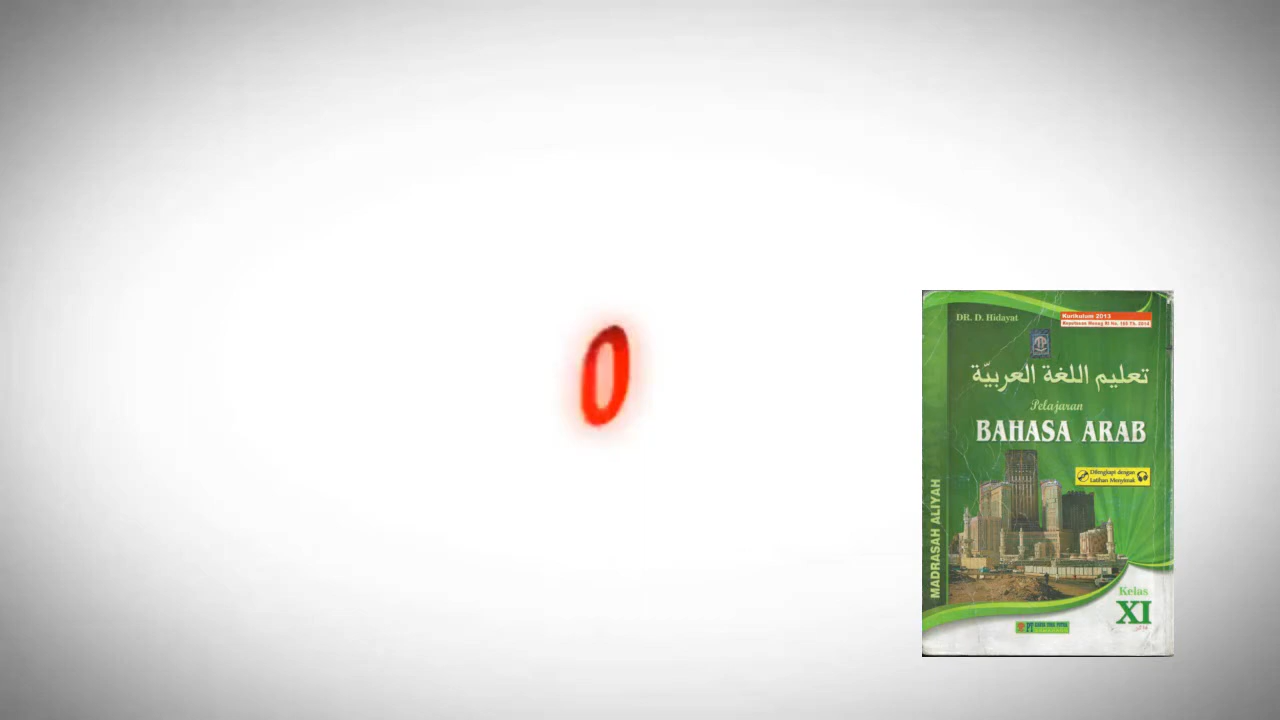 0
DR. D. Hidayat
Kurikulum 2013
تعليم اللغة العربيّة
Pelajaran
BAHASA ARAB
Dilengkapi dengan
Latihan Menyimak
MADRASAH ALIYAH
Kelas
XI